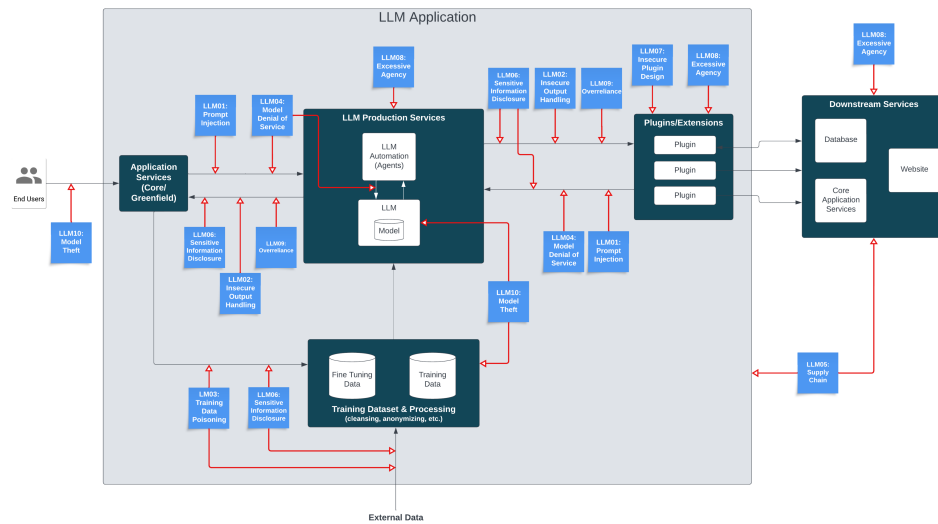 LLM Application
LLM08:
Excessive
Agency
LLM01:
Prompt
Injection
LLM04:
Model
Denial of
Service
LLM06:
Sensitive
Information
Disclosure
LLM02:
Insecure
Output
Handling
LLM09:
Overreliance
LLM07:
Insecure
Plugin
Design
LLM08:
Excessive
Agency
LLM08:
Excessive
Agency
End Users
LLM10:
Model
Theft
Application
Services
(Core/
Greenfield)
LLM06:
Sensitive
Information
Disclosure
LLM02:
Insecure
Output
Handling
LLM09:
Overreliance
LLM Production Services
LLM
Automation
(Agents)
LLM
Model
LLM04:
Model
Denial of
Service
LLM01:
Prompt
Injection
Plugins/Extensions
Plugin
Plugin
Plugin
Downstream Services
Database
Core
Application
Services
Website
LLM10:
Model
Theft
LLM05:
Supply
Chain
Fine Tuning
Data
Training
Data
Training Dataset & Processing
(cleansing, anonymizing, etc.)
LM03:
Training
Data
Poisoning
LLM06:
Sensitive
Information
Disclosure
External Data